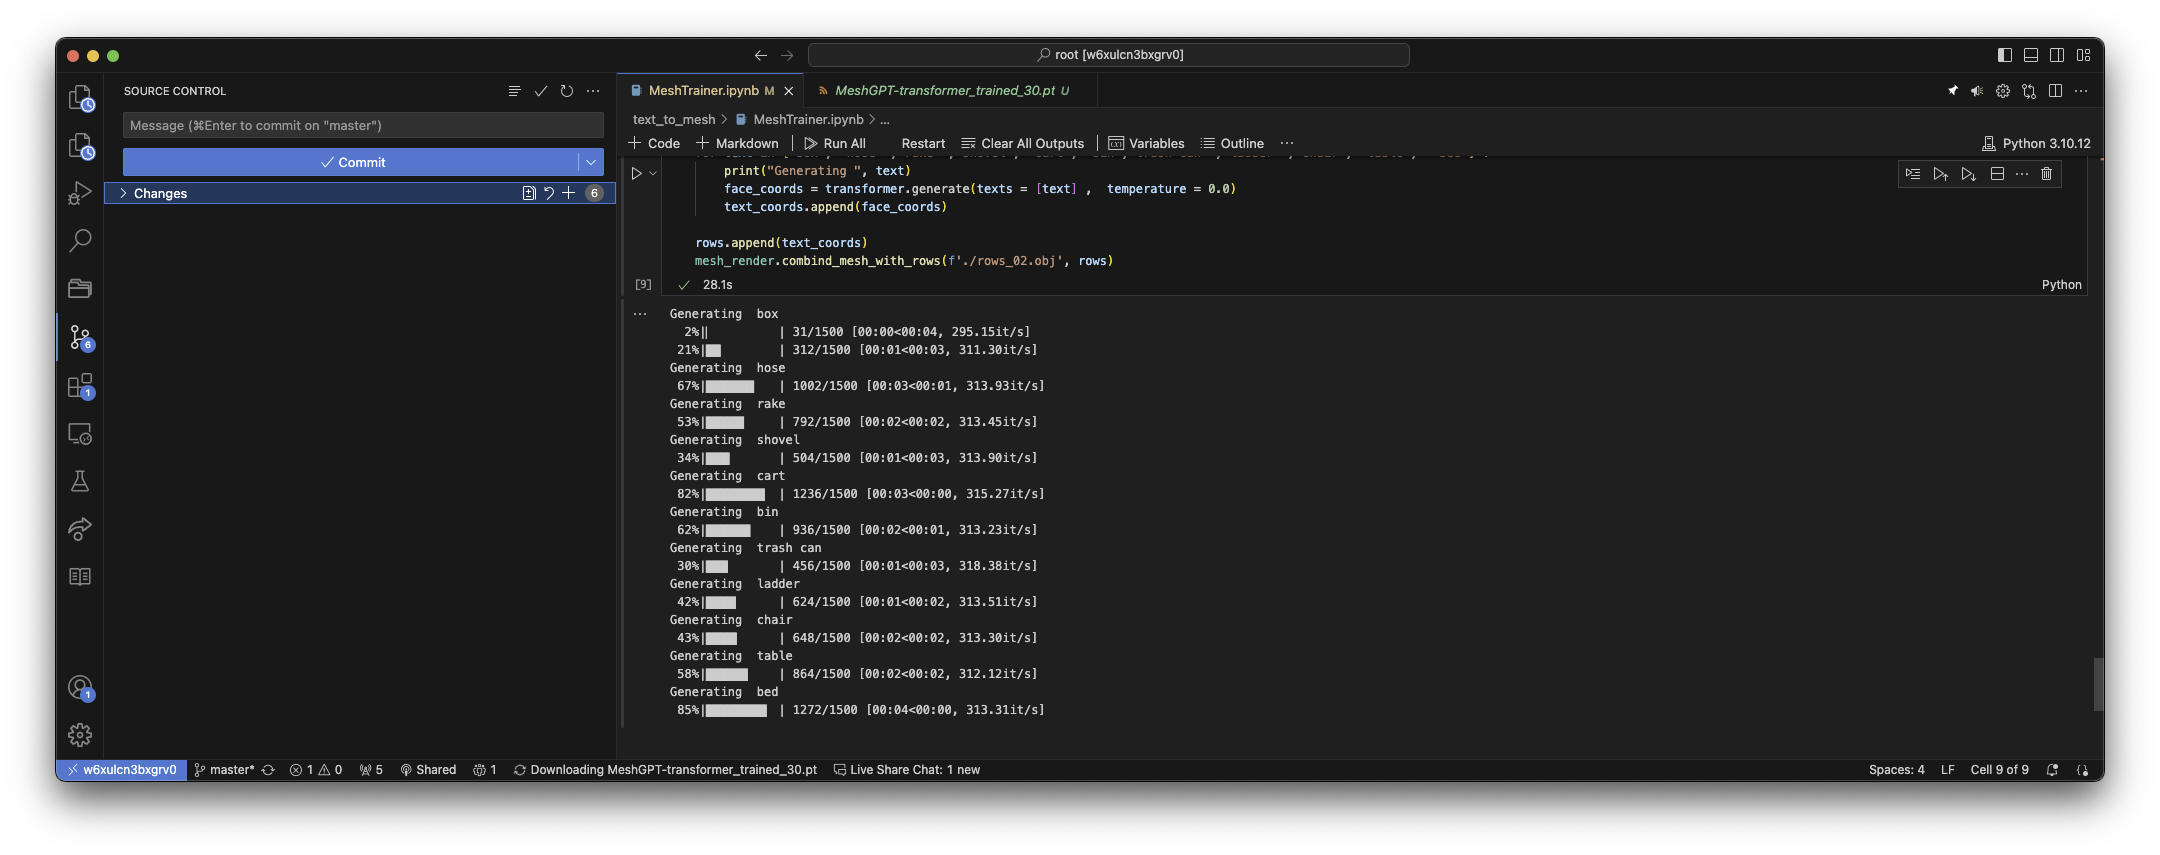 root [w6xulcn3bxgrv0]
SOURCE CONTROL
Message (⌘Enter to commit on "master")
Commit
Changes
6
6
1
1
MeshTrainer.ipynb M
MeshGPT-transformer_trained_30.pt U
text_to_mesh > MeshTrainer.ipynb > ...
Code
Markdown
Run All
Restart
Clear All Outputs
Variables
Outline
Python 3.10.12
print("Generating ", text)
face_coords = transformer.generate(texts = [text] ,  temperature = 0.0)
text_coords.append(face_coords)
rows.append(text_coords)
mesh_render.combind_mesh_with_rows(f'./rows_02.obj', rows)
[9]
28.1s
Python
Generating  box
2%| | 31/1500 [00:00<00:04, 295.15it/s]
21%| | 312/1500 [00:01<00:03, 311.30it/s]
Generating  hose
67%| | 1002/1500 [00:03<00:01, 313.93it/s]
Generating  rake
53%| | 792/1500 [00:02<00:02, 313.45it/s]
Generating  shovel
34%| | 504/1500 [00:01<00:03, 313.90it/s]
Generating  cart
82%| | 1236/1500 [00:03<00:00, 315.27it/s]
Generating  bin
62%| | 936/1500 [00:02<00:01, 313.23it/s]
Generating  trash can
30%| | 456/1500 [00:01<00:03, 318.38it/s]
Generating  ladder
42%| | 624/1500 [00:01<00:02, 313.51it/s]
Generating  chair
43%| | 648/1500 [00:02<00:02, 313.30it/s]
Generating  table
58%| | 864/1500 [00:02<00:02, 312.12it/s]
Generating  bed
85%| | 1272/1500 [00:04<00:00, 313.31it/s]
w6xulcn3bxgrv0
master*
1 0
5
Shared
1
Downloading MeshGPT-transformer_trained_30.pt
Live Share Chat: 1 new
Spaces: 4
LF
Cell 9 of 9